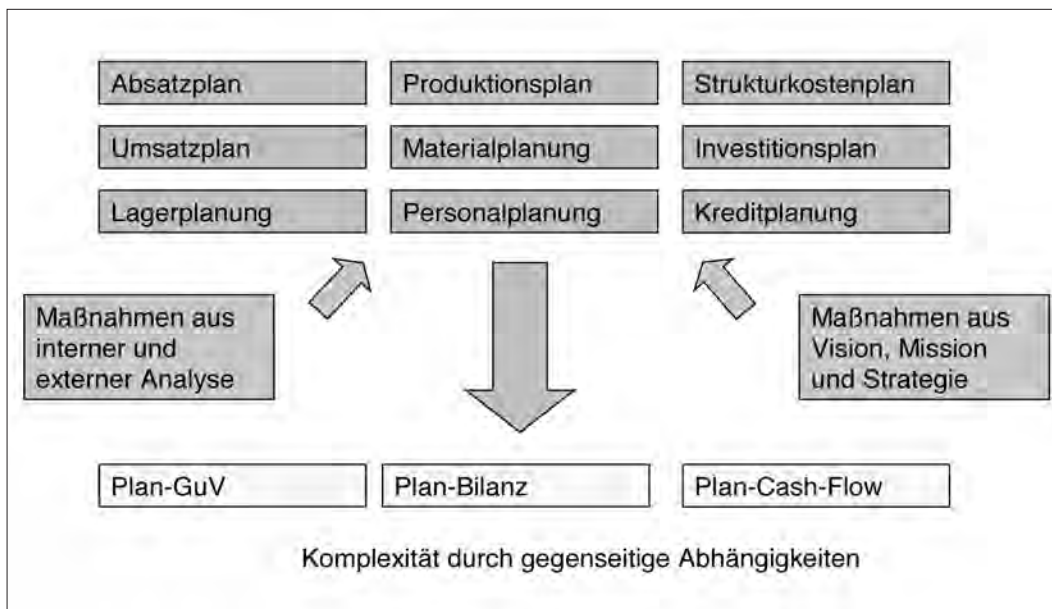 Absatzplan
Produktionsplan
Strukturkostenplan
Umsatzplan
Materialplanung
Investitionsplan
Lagerplanung
Personalplanung
Kreditplanung
Maßnahmen aus
interner und
externer Analyse
Maßnahmen aus
Vision, Mission
und Strategie
Plan-GuV
Plan-Bilanz
Plan-Cash-Flow
Komplexität durch gegenseitige Abhängigkeiten